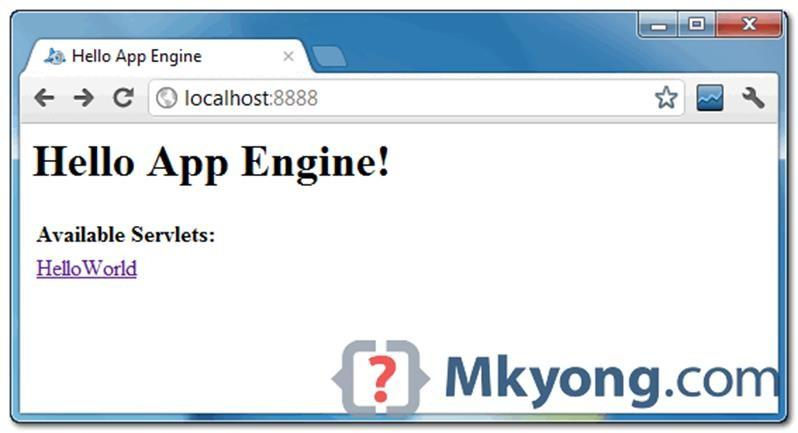 Hello App Engine
localhost:8888
Hello App Engine!
Available Servlets:
HelloWorld
? Mkyong.com